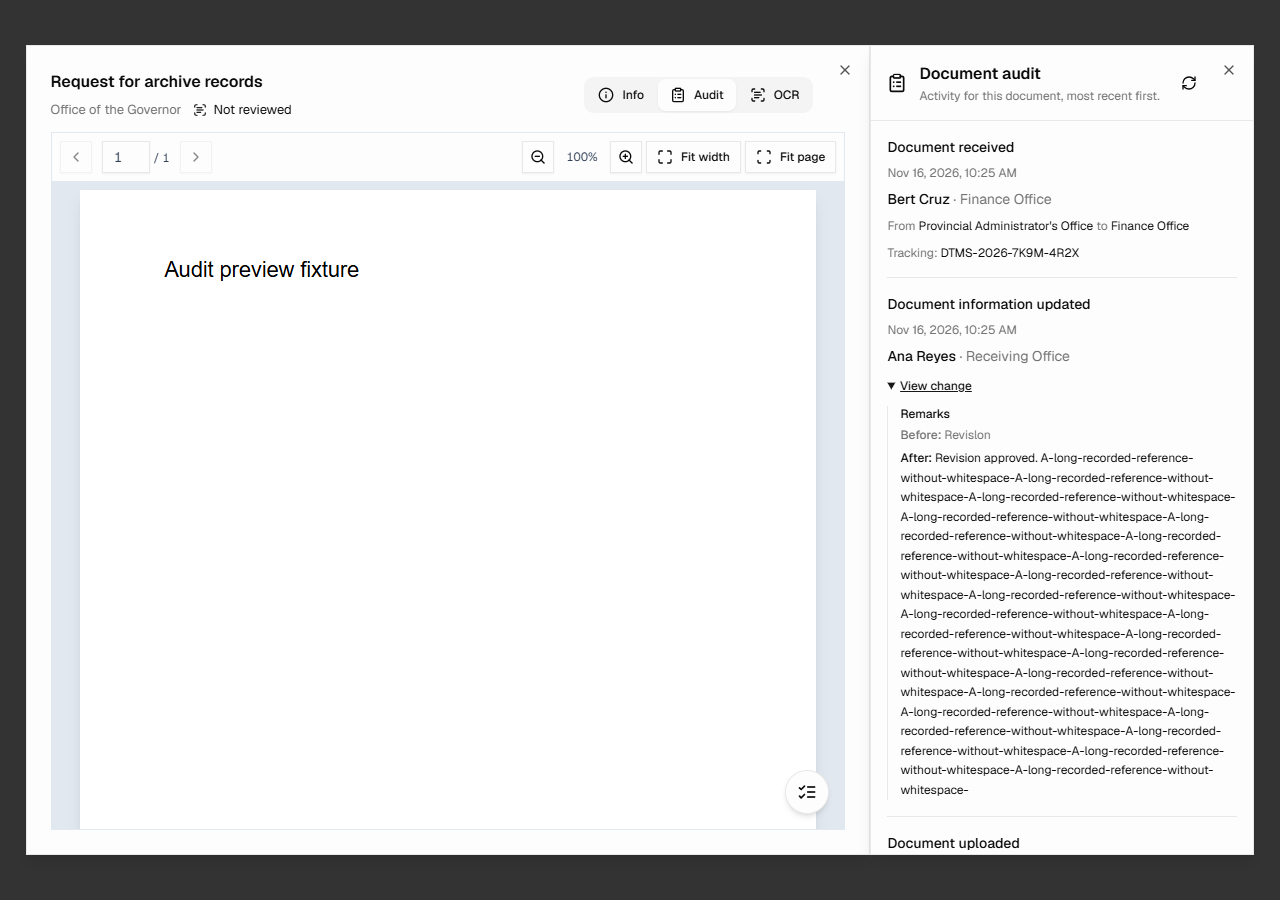 Request for archive records
Office of the Governor
Not reviewed
Info
Audit
OCR
1
/ 1
100%
Fit width
Fit page
Audit preview fixture
Document audit
Activity for this document, most recent first.
Document received
Nov 16, 2026, 10:25 AM
Bert Cruz · Finance Office
From Provincial Administrator's Office to Finance Office
Tracking: DTMS-2026-7K9M-4R2X
Document information updated
Nov 16, 2026, 10:25 AM
Ana Reyes · Receiving Office
▼ View change
Remarks
Before: Revislon
After: Revision approved. A-long-recorded-reference-
without-whitespace-A-long-recorded-reference-without-
whitespace-A-long-recorded-reference-without-whitespace-
A-long-recorded-reference-without-whitespace-A-long-
recorded-reference-without-whitespace-A-long-recorded-
reference-without-whitespace-A-long-recorded-reference-
without-whitespace-A-long-recorded-reference-without-
whitespace-A-long-recorded-reference-without-whitespace-
A-long-recorded-reference-without-whitespace-A-long-
recorded-reference-without-whitespace-A-long-recorded-
reference-without-whitespace-A-long-recorded-reference-
without-whitespace-A-long-recorded-reference-without-
whitespace-A-long-recorded-reference-without-whitespace-
A-long-recorded-reference-without-whitespace-A-long-
recorded-reference-without-whitespace-A-long-recorded-
reference-without-whitespace-A-long-recorded-reference-
without-whitespace-A-long-recorded-reference-without-
whitespace-
Document uploaded